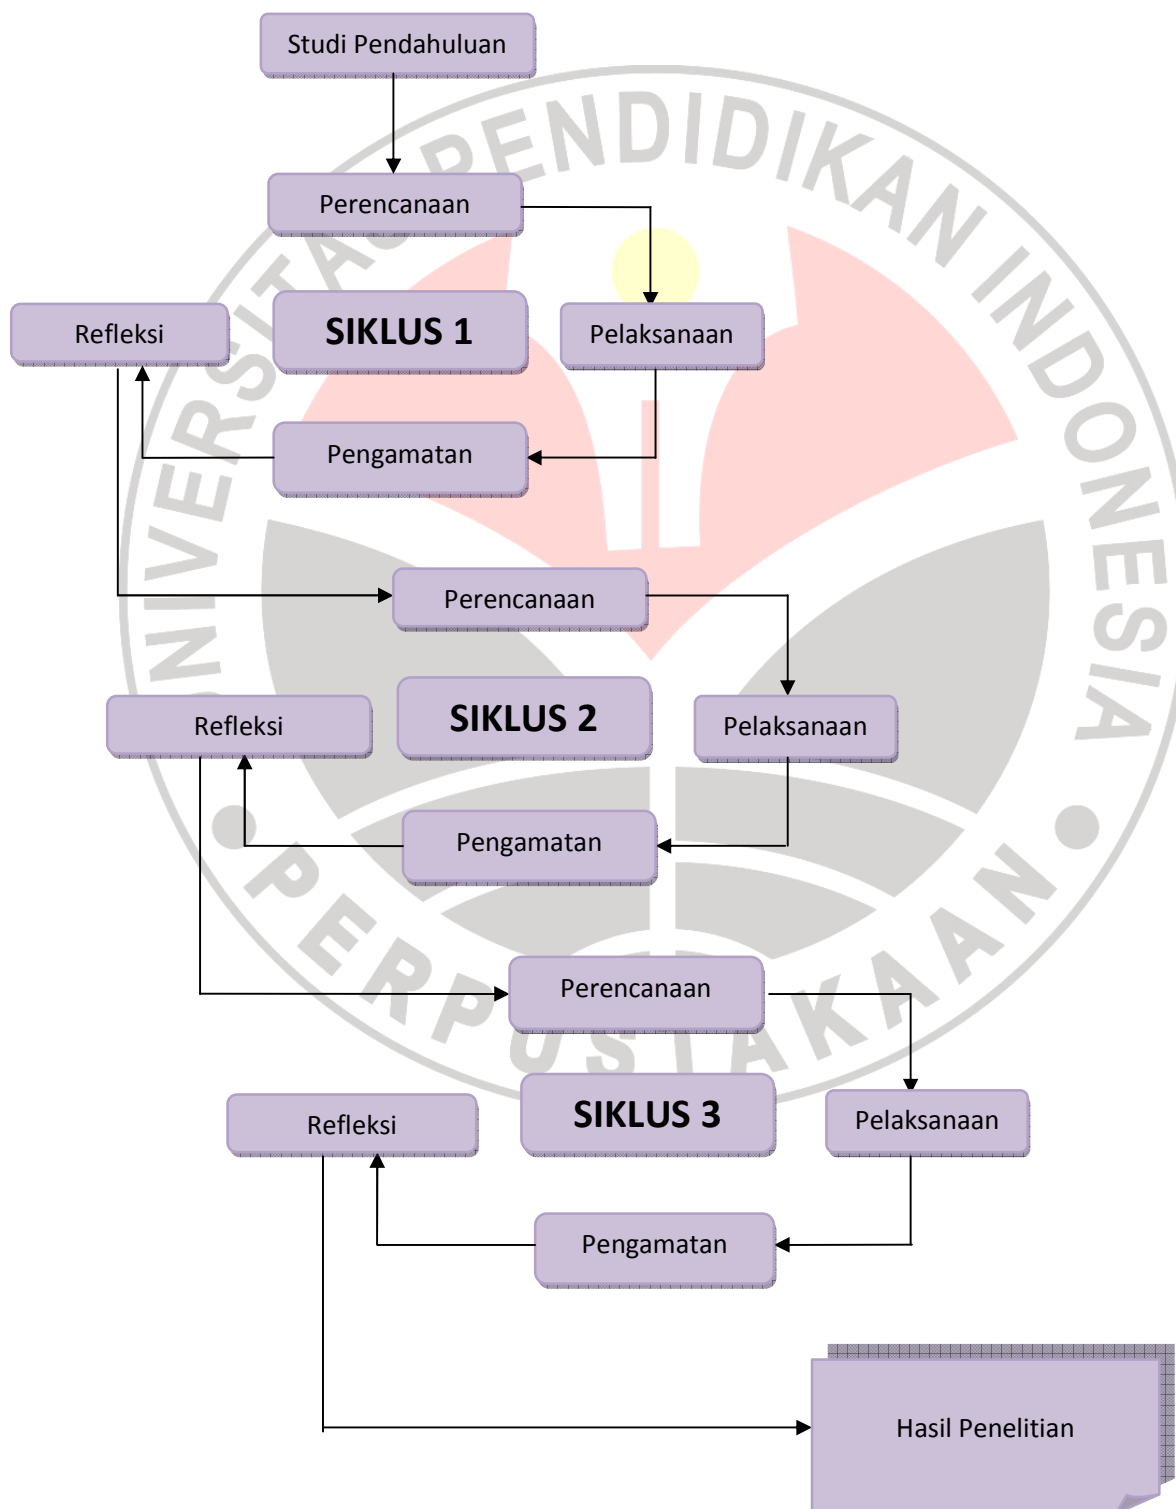 Studi Pendahuluan
Perencanaan
Refleksi
SIKLUS 1
Pelaksanaan
Pengamatan
Perencanaan
Refleksi
SIKLUS 2
Pelaksanaan
Pengamatan
Perencanaan
Refleksi
SIKLUS 3
Pelaksanaan
Pengamatan
Hasil Penelitian
UNIVERSITAS PENDIDIKAN INDONESIA
PERPUSTAKAAN